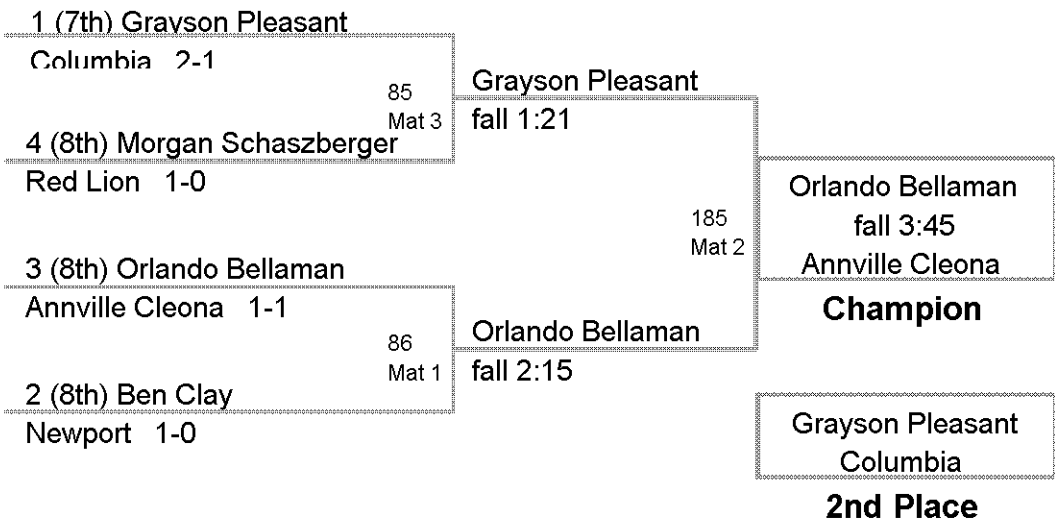 1 (7th) Grayson Pleasant
Columbia 2-1
85
Mat 3
4 (8th) Morgan Schaszberger
Red Lion 1-0
3 (8th) Orlando Bellaman
Annville Cleona 1-1
86
Mat 1
2 (8th) Ben Clay
Newport 1-0
Grayson Pleasant
fall 1:21
185
Mat 2
Orlando Bellaman
fall 2:15
Orlando Bellaman
fall 3:45
Annville Cleona
Champion
Grayson Pleasant
Columbia
2nd Place